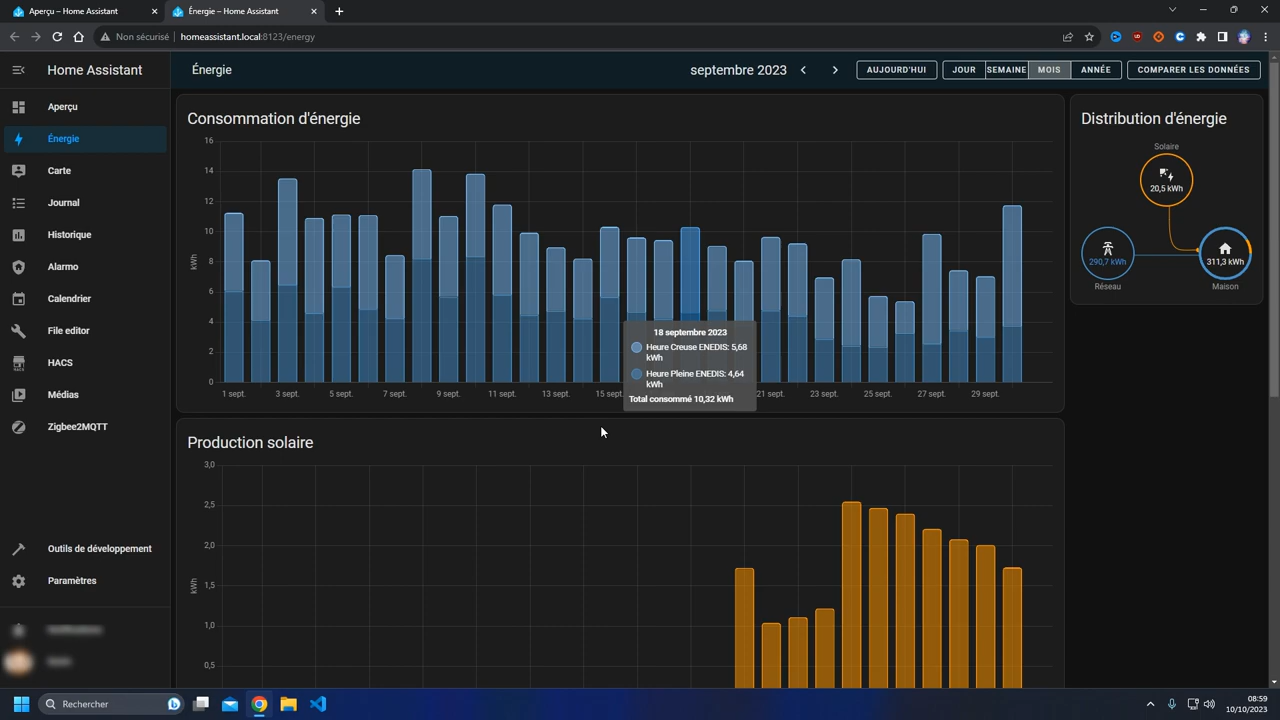 Aperçu – Home Assistant
Énergie – Home Assistant
Non sécurisé
homeassistant.local:8123/energy
Home Assistant
Énergie
septembre 2023
AUJOURD'HUI
JOUR
SEMAINE
MOIS
ANNÉE
COMPARER LES DONNÉES
Aperçu
Énergie
Carte
Journal
Historique
Alarmo
Calendrier
File editor
HACS
Médias
Zigbee2MQTT
Outils de développement
Paramètres
Consommation d'énergie
16
14
12
10
8
6
4
2
0
kWh
1 sept.
3 sept.
5 sept.
7 sept.
9 sept.
11 sept.
13 sept.
15 sept.
21 sept.
23 sept.
25 sept.
27 sept.
29 sept.
18 septembre 2023
Heure Creuse ENEDIS: 5,68
kWh
Heure Pleine ENEDIS: 4,64
kWh
Total consommé 10,32 kWh
Distribution d'énergie
Solaire
20,5 kWh
290,7 kWh
311,3 kWh
Réseau
Maison
Production solaire
3,0
2,5
2,0
1,5
1,0
0,5
kWh
Rechercher
08:59
10/10/2023